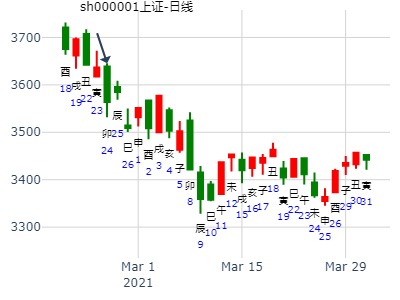 sh000001上证-日线
3700
3600
3500
3400
3300
酉
18
戌
19
丑
22
寅
23
卯
24
辰
25
巳
26
申
1
酉
2
戌
3
亥
4
子
5
卯
8
辰
9
巳
10
午
11
未
12
戌
15
亥
16
子
17
丑
18
寅
19
卯
22
辰
23
巳
午
23
未
24
申
25
酉
26
子
29
丑
30
寅
31
Mar 1
2021
Mar 15
Mar 29